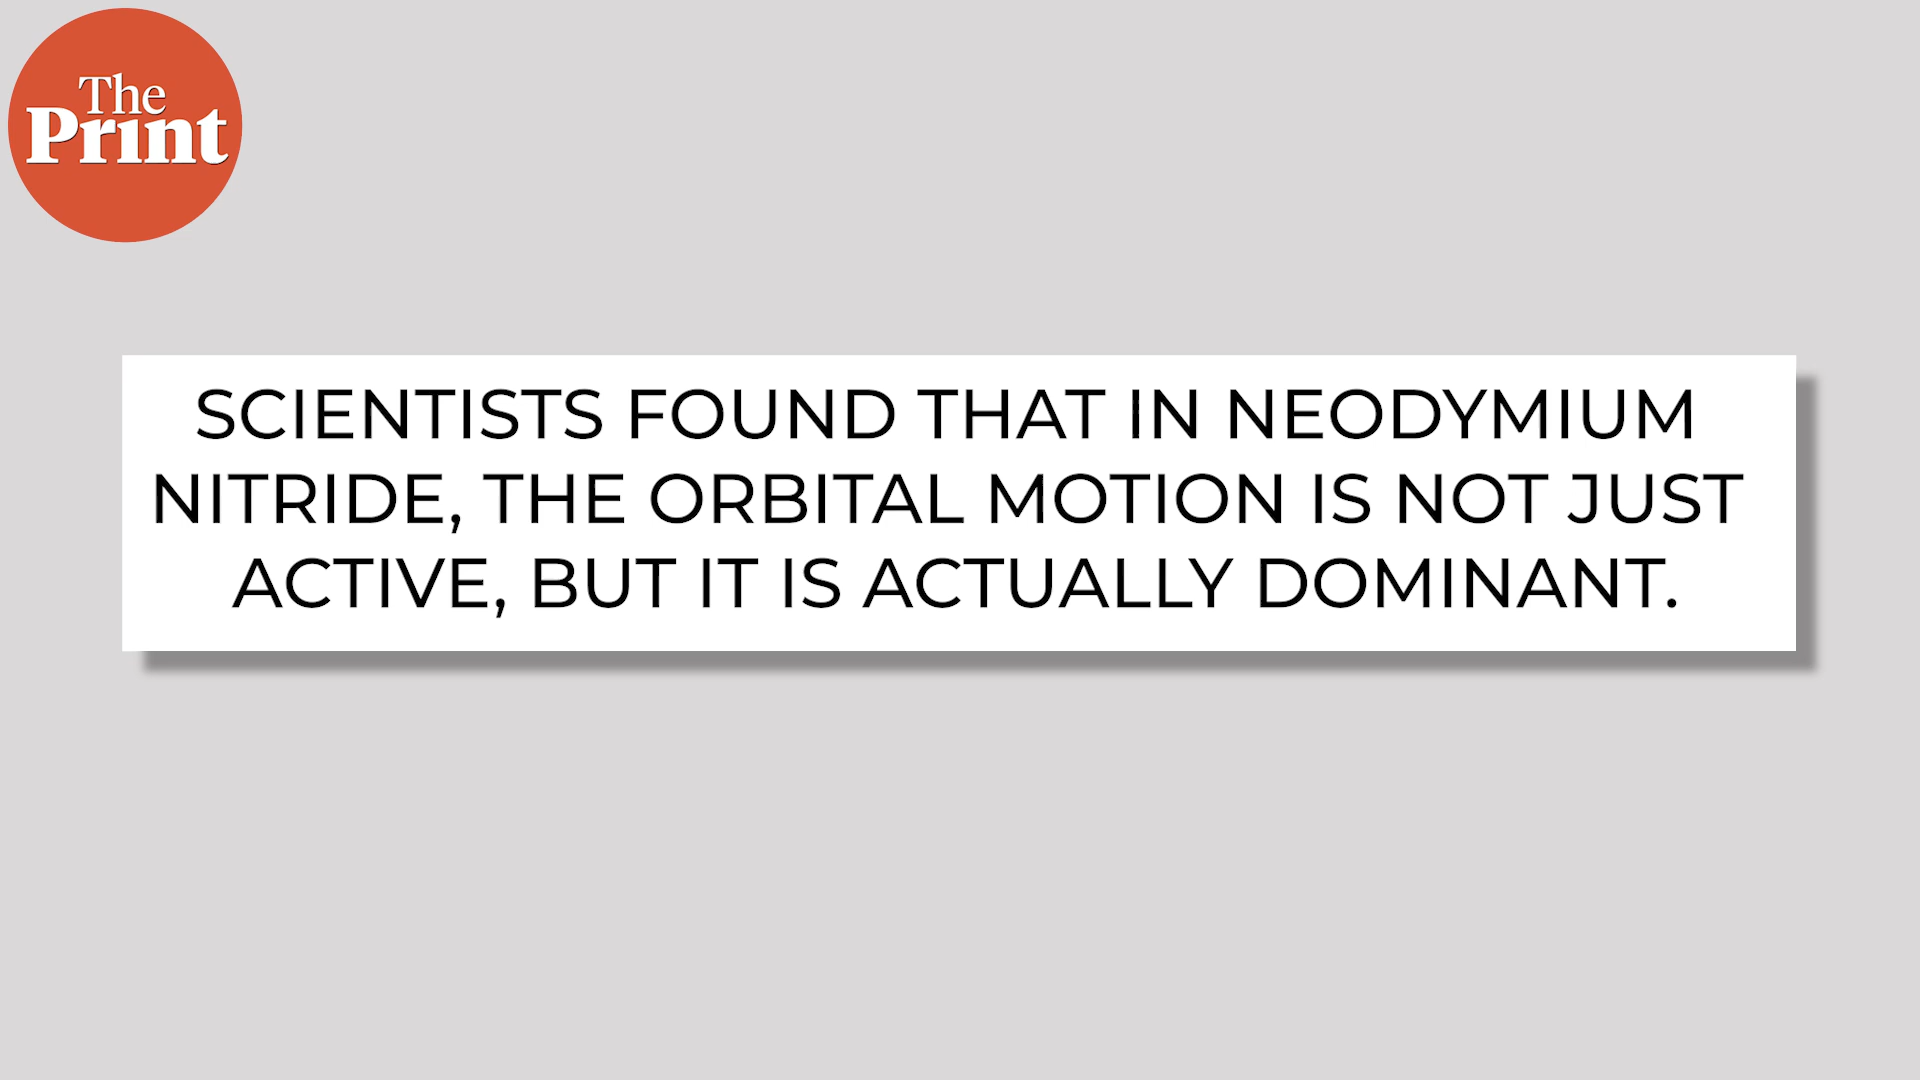 The
Print
SCIENTISTS FOUND THAT IN NEODYMIUM
NITRIDE, THE ORBITAL MOTION IS NOT JUST
ACTIVE, BUT IT IS ACTUALLY DOMINANT.